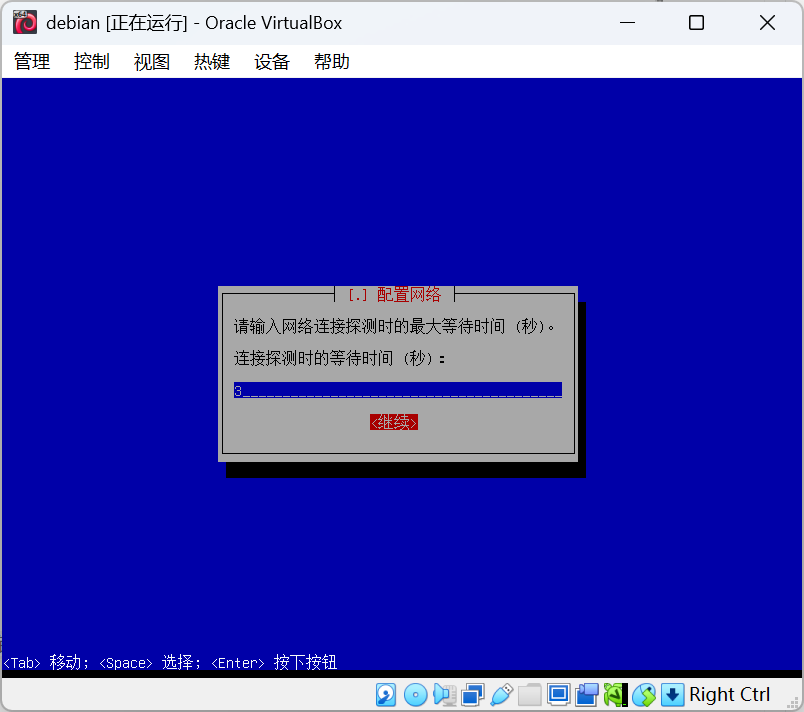 debian [正在运行] - Oracle VirtualBox
管理 控制 视图 热键 设备 帮助
[.] 配置网络
请输入网络连接探测时的最大等待时间 (秒)。
连接探测时的等待时间 (秒)：
3________________________________________
<继续>
<Tab> 移动; <Space> 选择; <Enter> 按下按钮
Right Ctrl